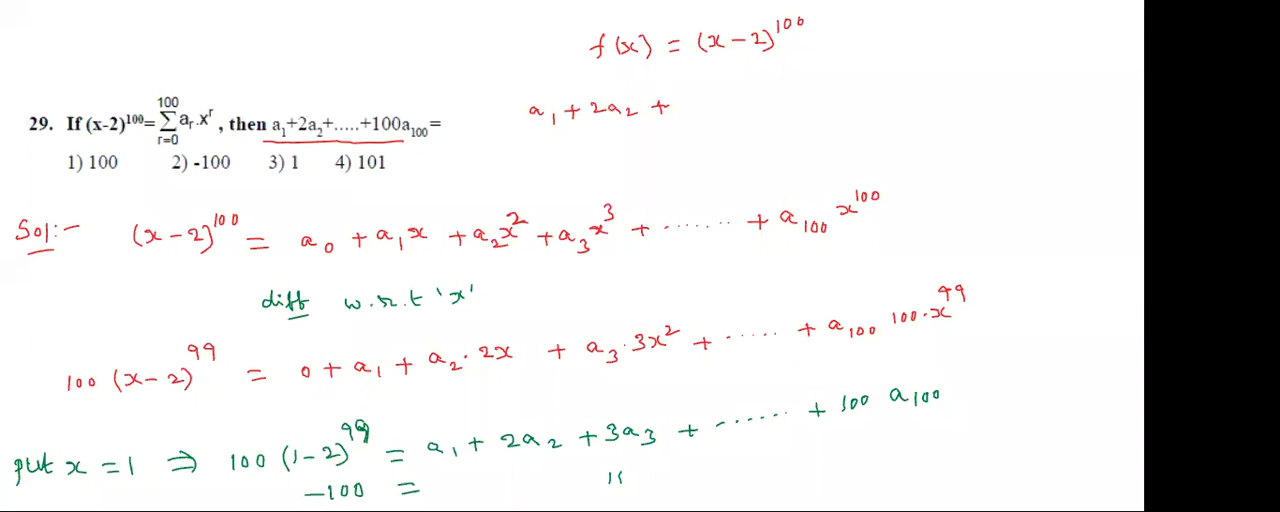 f(x) = (x-2)^100
29. If (x-2)^100 = ∑_{r=0}^{100} a_r.x^r , then a_1+2a_2+.....+100a_100=
a_1 + 2a_2 +
1) 100 2) -100 3) 1 4) 101
Sol:- (x-2)^100 = a_0 + a_1x + a_2x^2 + a_3x^3 + ....... + a_100 x^100
diff w.r.t 'x'
100 (x-2)^99 = 0 + a_1 + a_2.2x + a_3.3x^2 + ...... + a_100 100.x^99
put x = 1 ⇒ 100 (1-2)^99 = a_1 + 2a_2 + 3a_3 + ....... + 100 a_100
-100 = "